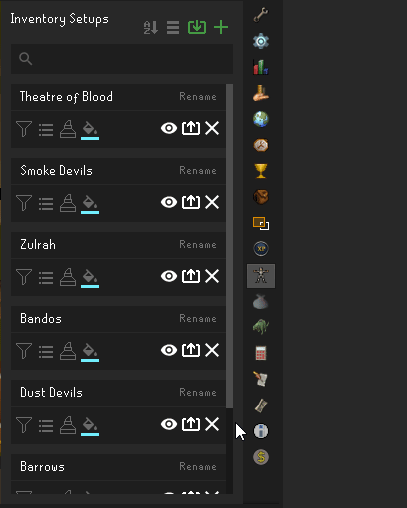 Inventory Setups
Theatre of Blood Rename
Smoke Devils Rename
Zulrah Rename
Bandos Rename
Dust Devils Rename
Barrows Rename